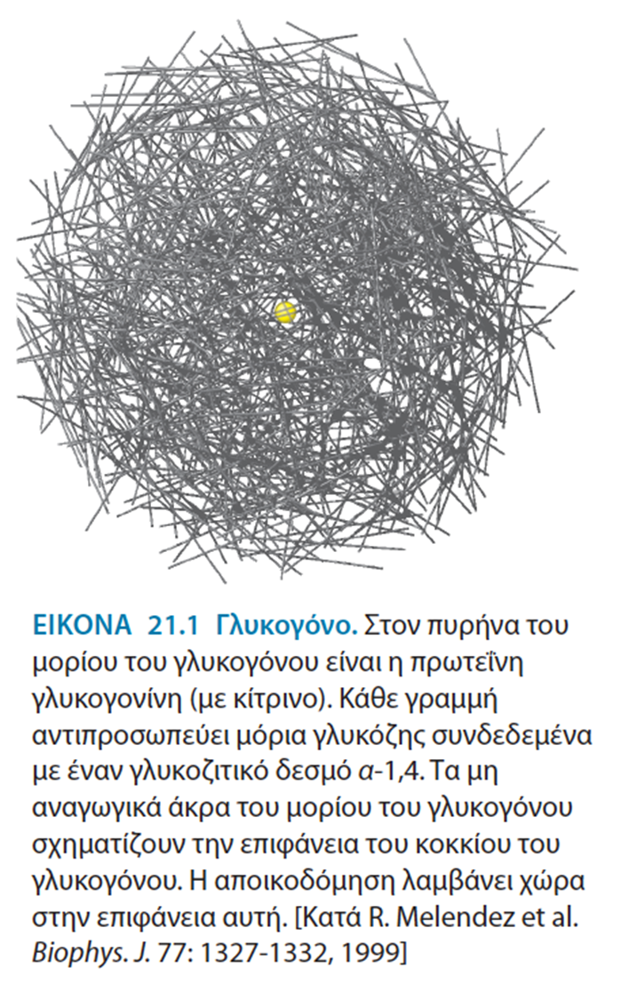 ΕΙΚΟΝΑ 21.1 Γλυκογόνο. Στον πυρήνα του
μορίου του γλυκογόνου είναι η πρωτεΐνη
γλυκογονίνη (με κίτρινο). Κάθε γραμμή
αντιπροσωπεύει μόρια γλυκόζης συνδεδεμένα
με έναν γλυκοζιτικό δεσμό α-1,4. Τα μη
αναγωγικά άκρα του μορίου του γλυκογόνου
σχηματίζουν την επιφάνεια του κοκκίου του
γλυκογόνου. Η αποικοδόμηση λαμβάνει χώρα
στην επιφάνεια αυτή. [Κατά R. Melendez et al.
Biophys. J. 77: 1327-1332, 1999]